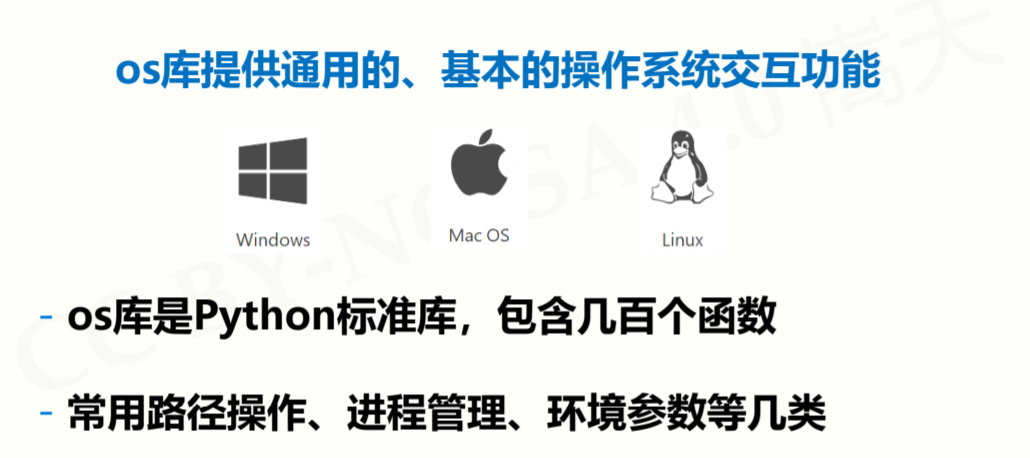 os库提供通用的、基本的操作系统交互功能
Windows
Mac OS
Linux
- os库是Python标准库，包含几百个函数
- 常用路径操作、进程管理、环境参数等几类
CC BY-NC-SA 4.0 嵩天